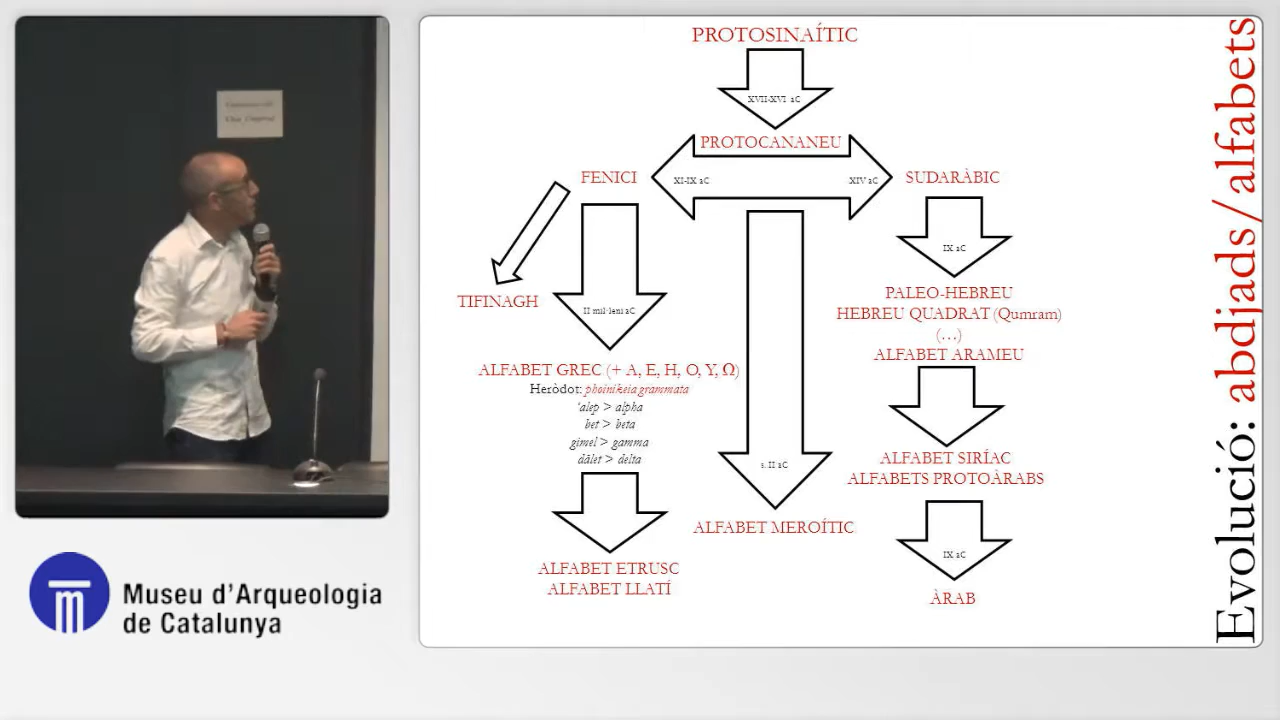 PROTOSINAÍTIC
XVII-XVI aC
PROTOCANANEU
FENICI
XI-IX aC
XIV aC
SUDARÀBIC
IX aC
TIFINAGH
II mil·leni aC
PALEO-HEBREU
HEBREU QUADRAT (Qumram)
(…)
ALFABET ARAMEU
ALFABET GREC (+ A, E, H, O, Y, Ω)
Heròdot: phoinikeia grammata
'alep > alpha
bet > beta
gimel > gamma
dālet > delta
s. II aC
ALFABET SIRÍAC
ALFABETS PROTOÀRABS
ALFABET MEROÍTIC
IX aC
ALFABET ETRUSC
ALFABET LLATÍ
ÀRAB
Evolució: abdjads/alfabets
Museu d'Arqueologia
de Catalunya